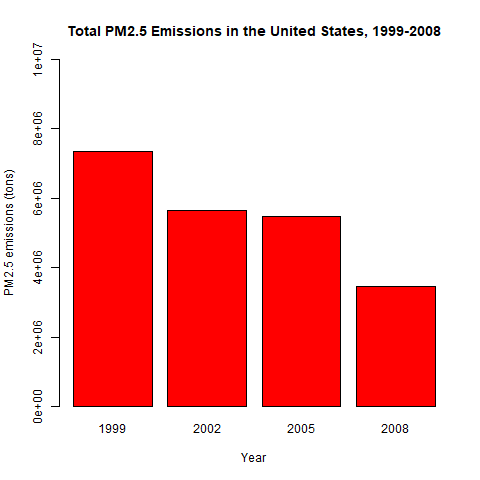 Total PM2.5 Emissions in the United States, 1999-2008
PM2.5 emissions (tons)
1e+07
8e+06
6e+06
4e+06
2e+06
0e+00
1999 2002 2005 2008
Year